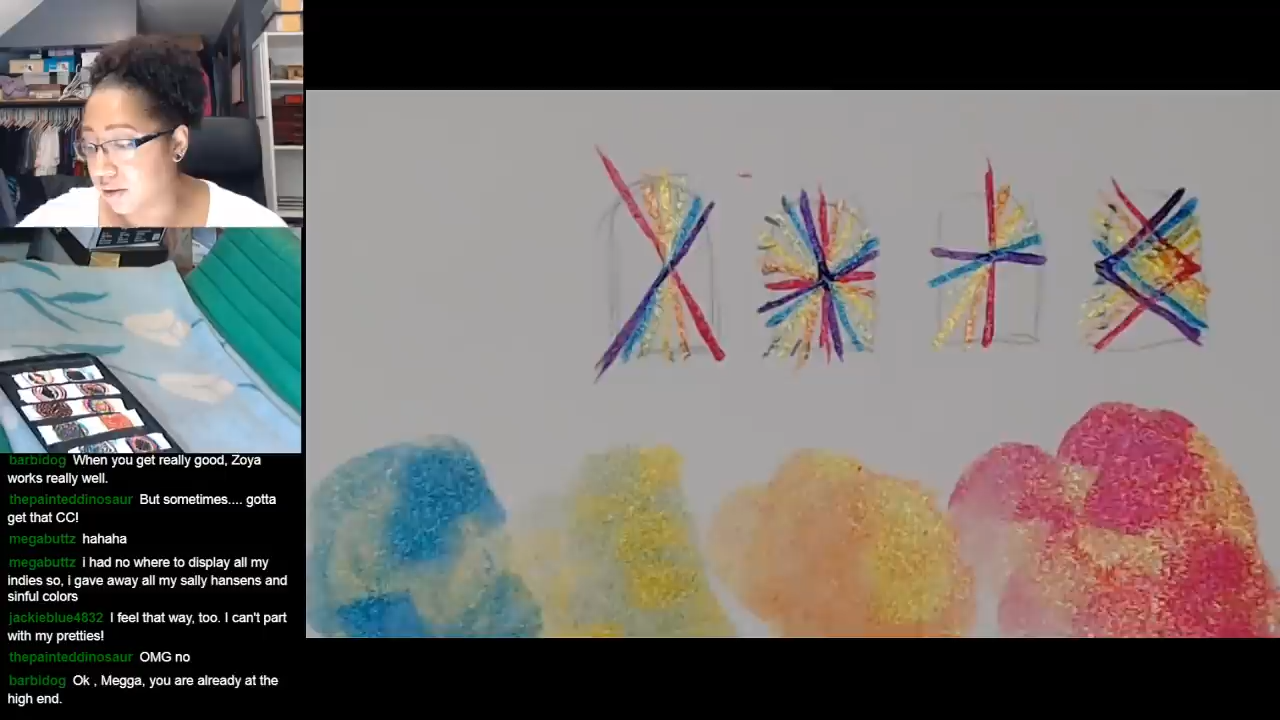 barbidog When you get really good, Zoya
works really well.
thepainteddinosaur But sometimes.... gotta
get that CC!
megabuttz hahaha
megabuttz i had no where to display all my
indies so, i gave away all my sally hansens and
sinful colors
jackieblue4832 I feel that way, too. I can't part
with my pretties!
thepainteddinosaur OMG no
barbidog Ok , Megga, you are already at the
high end.